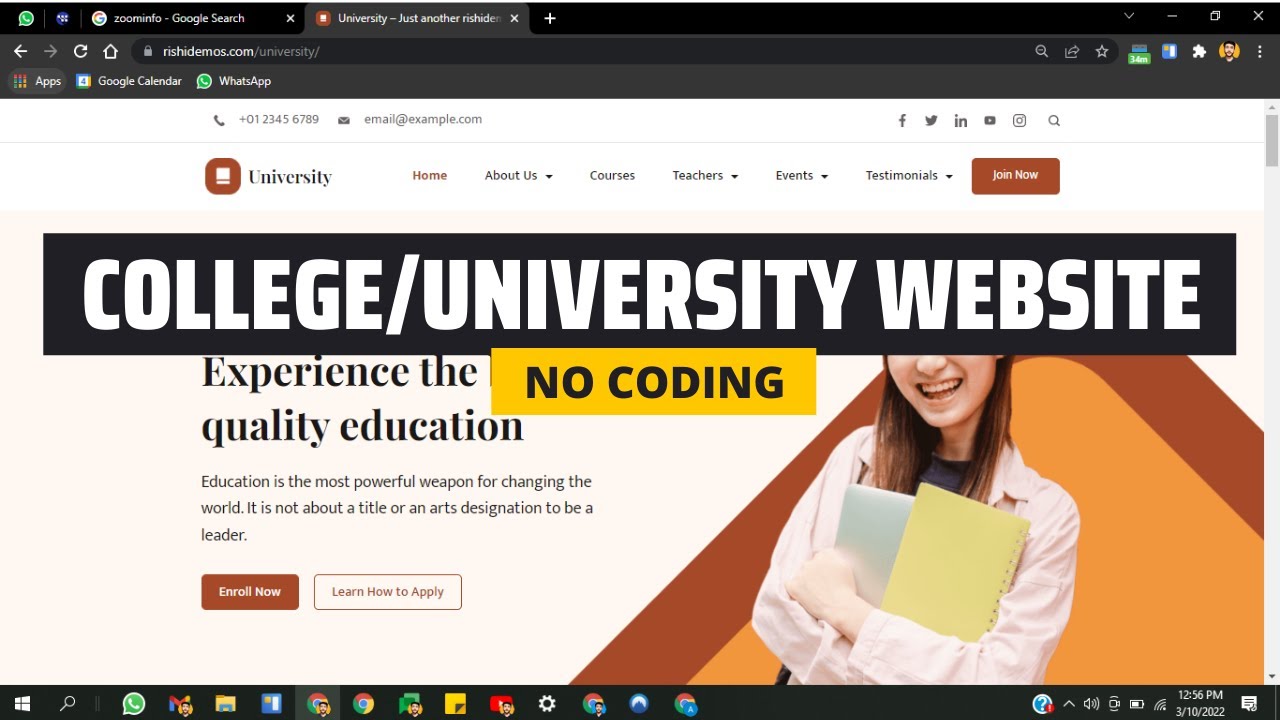 zoominfo - Google Search
University – Just another rishiden
rishidemos.com/university/
34m
Apps
Google Calendar
WhatsApp
+01 2345 6789
email@example.com
University
Home
About Us
Courses
Teachers
Events
Testimonials
Join Now
COLLEGE/UNIVERSITY WEBSITE
NO CODING
Experience the
quality education
Education is the most powerful weapon for changing the
world. It is not about a title or an arts designation to be a
leader.
Enroll Now
Learn How to Apply
12:56 PM
3/10/2022